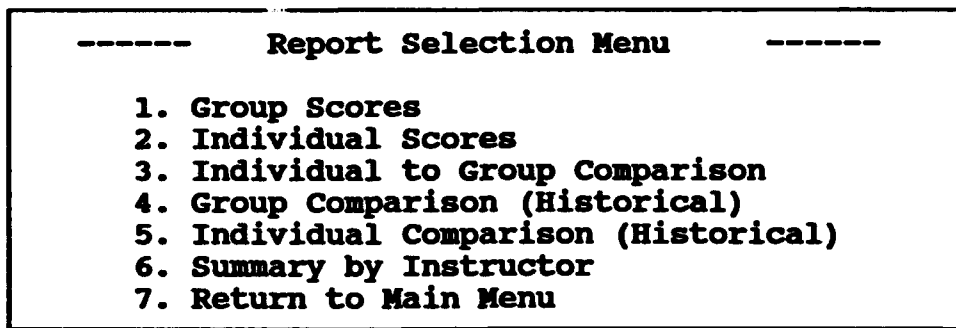 ------ Report Selection Menu ------
1. Group Scores
2. Individual Scores
3. Individual to Group Comparison
4. Group Comparison (Historical)
5. Individual Comparison (Historical)
6. Summary by Instructor
7. Return to Main Menu